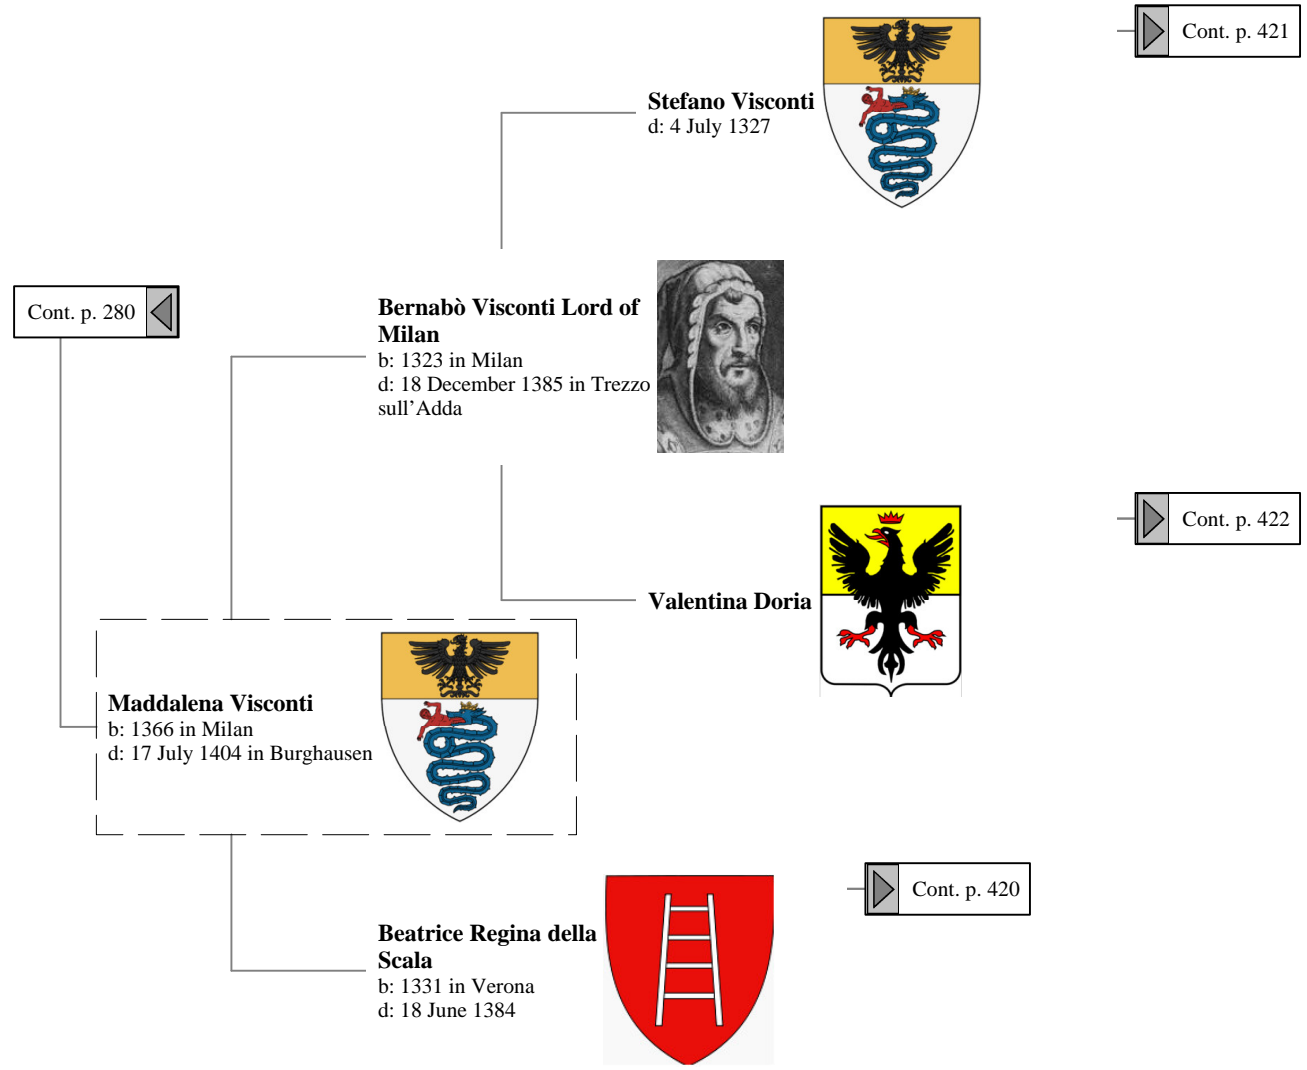 Cont. p. 421
Stefano Visconti
d: 4 July 1327
Bernabò Visconti Lord of
Milan
b: 1323 in Milan
d: 18 December 1385 in Trezzo
sull’Adda
Cont. p. 280
Cont. p. 422
Valentina Doria
Maddalena Visconti
b: 1366 in Milan
d: 17 July 1404 in Burghausen
Cont. p. 420
Beatrice Regina della
Scala
b: 1331 in Verona
d: 18 June 1384